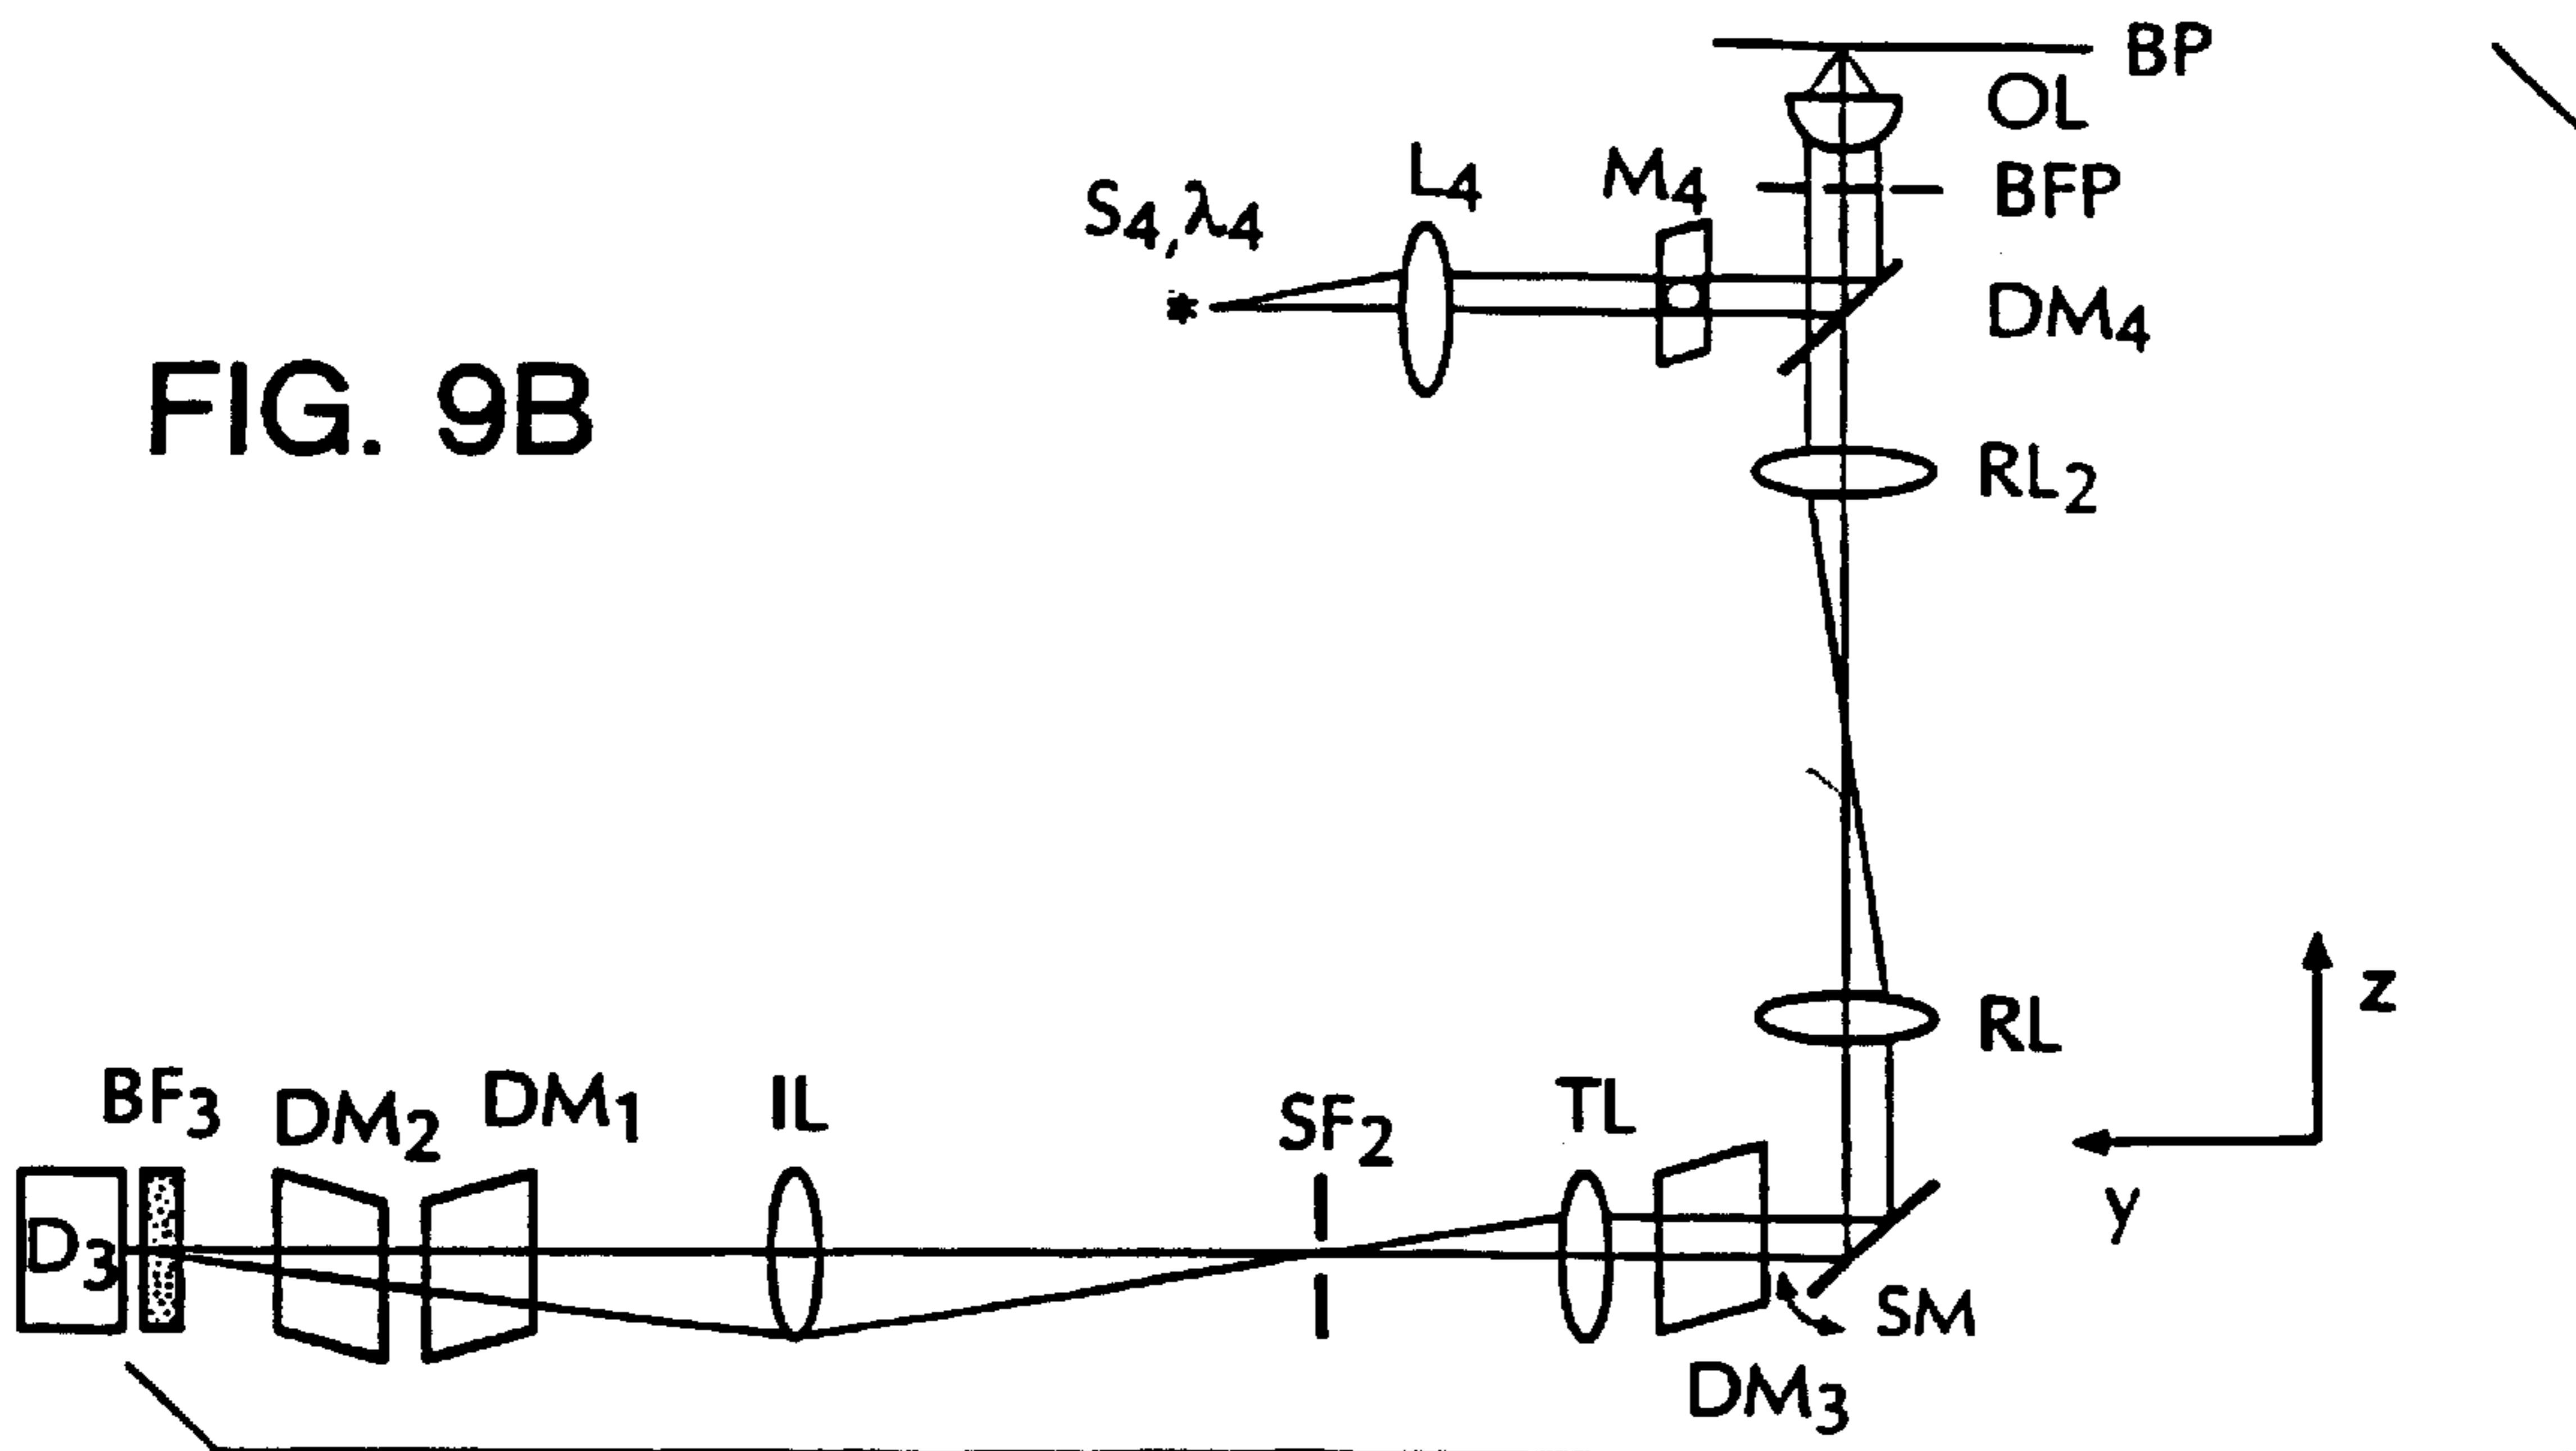 BP
OL
L4
M4
BFP
S4, λ4
DM4
FIG. 9B
RL2
z
RL
BF3
DM2
DM1
IL
SF2
TL
y
D3
SM
DM3